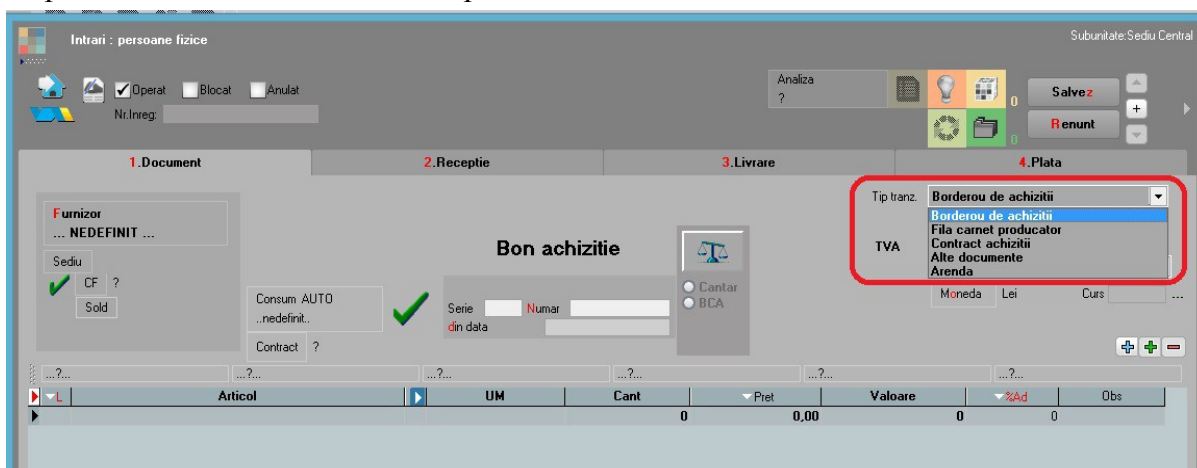 Intrari : persoane fizice
Subunitate:Sediu Central
Operat Blocat Anulat
Nr.Inreg:
Analiza
?
0
8
Salvez
+
Renunt
1.Document 2.Receptie 3.Livrare 4.Plata
Furnizor
... NEDEFINIT ...
Sediu
CF ?
Sold
Consum AUTO
..nedefinit..
Contract ?
Bon achizitie
Serie Numar
din data
Cantar
BCA
Tip tranz. Borderou de achizitii
Borderou de achizitii
Fila carnet producator
TVA Contract achizitii
Alte documente
Arenda
Moneda Lei Curs ...
...?... ...?... ...?... ...?... ...?... ...?...
L Articol UM Cant Pret Valoare %Ad Obs
0 0,00 0 0